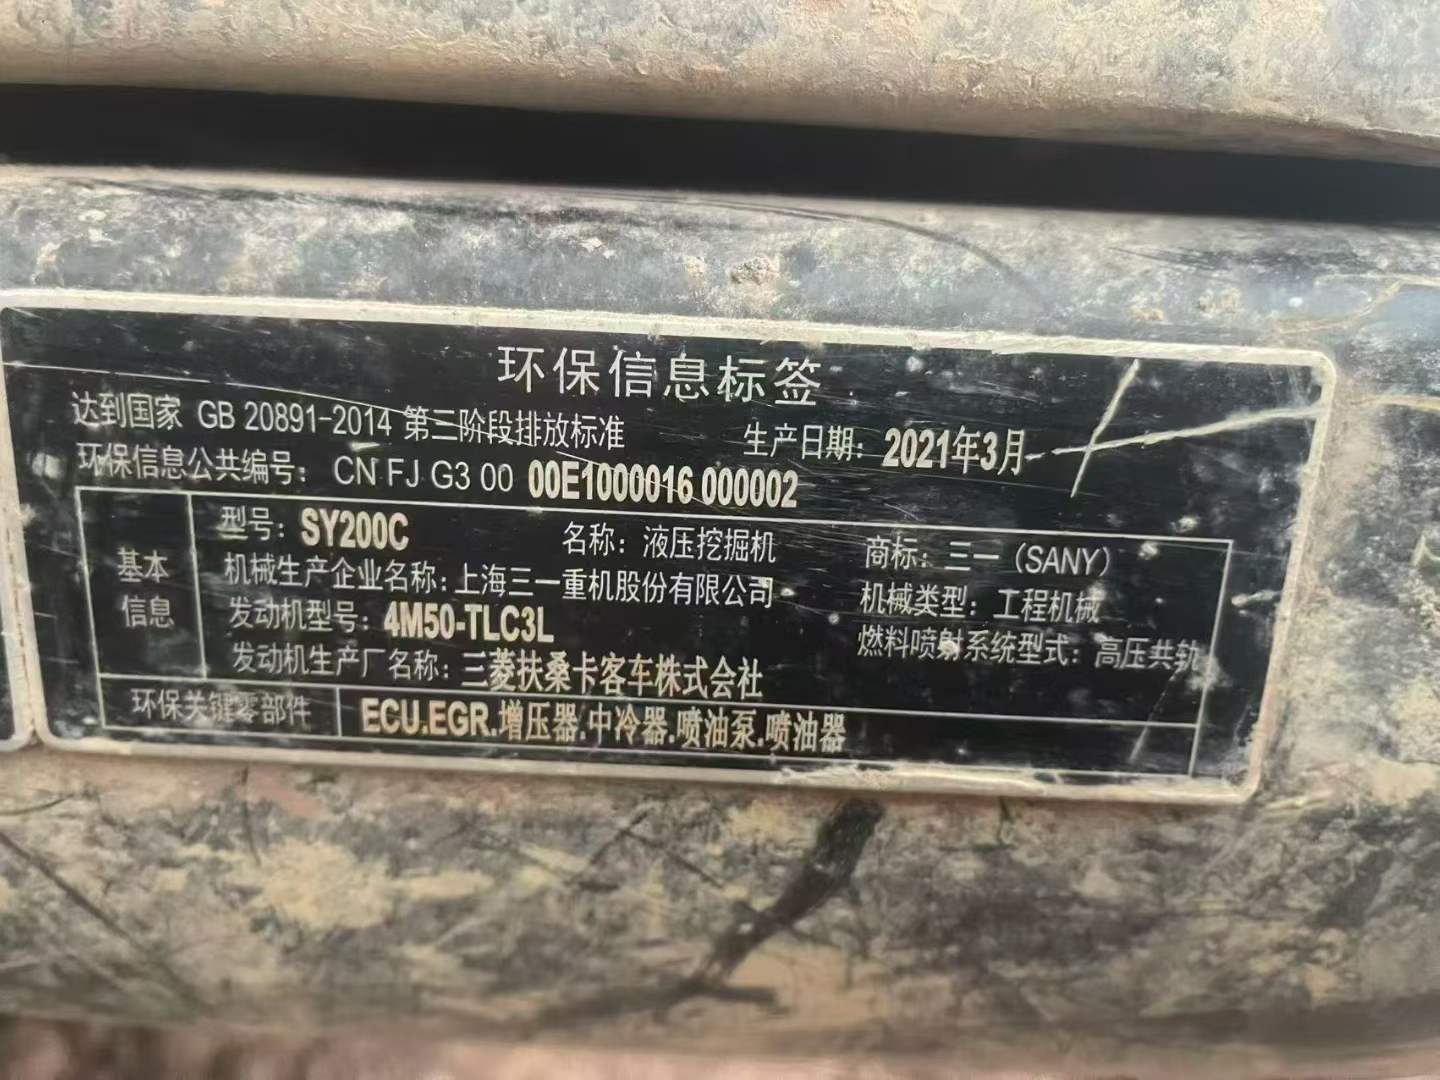 环保信息标签
达到国家 GB 20891-2014 第三阶段排放标准 生产日期：2021年3月
环保信息公共编号： CN FJ G3 00 00E1000016 000002
基本信息
型号：SY200C 名称：液压挖掘机 商标：三一（SANY）
机械生产企业名称：上海三一重机股份有限公司 机械类型：工程机械
发动机型号：4M50-TLC3L 燃料喷射系统型式：高压共轨
发动机生产厂名称：三菱扶桑卡客车株式会社
环保关键零部件 ECU.EGR.增压器.中冷器.喷油泵.喷油器